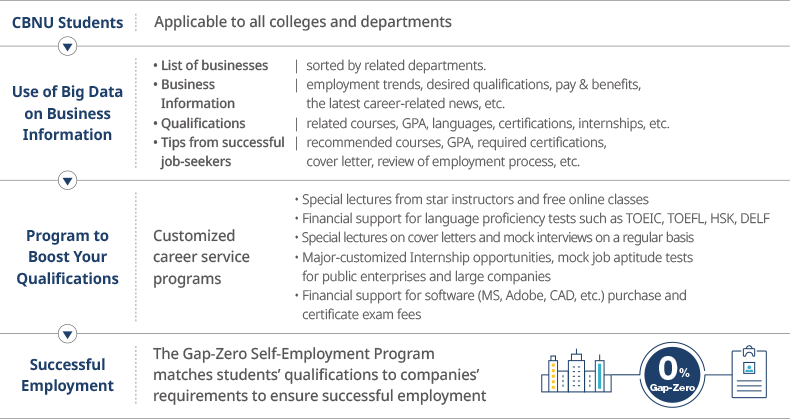 CBNU Students
Applicable to all colleges and departments
Use of Big Data
on Business
Information
• List of businesses | sorted by related departments.
• Business | employment trends, desired qualifications, pay & benefits,
Information the latest career-related news, etc.
• Qualifications | related courses, GPA, languages, certifications, internships, etc.
• Tips from successful | recommended courses, GPA, required certifications,
job-seekers cover letter, review of employment process, etc.
Program to
Boost Your
Qualifications
Customized
career service
programs
• Special lectures from star instructors and free online classes
• Financial support for language proficiency tests such as TOEIC, TOEFL, HSK, DELF
• Special lectures on cover letters and mock interviews on a regular basis
• Major-customized Internship opportunities, mock job aptitude tests
for public enterprises and large companies
• Financial support for software (MS, Adobe, CAD, etc.) purchase and
certificate exam fees
Successful
Employment
The Gap-Zero Self-Employment Program
matches students’ qualifications to companies’
requirements to ensure successful employment
0%
Gap-Zero